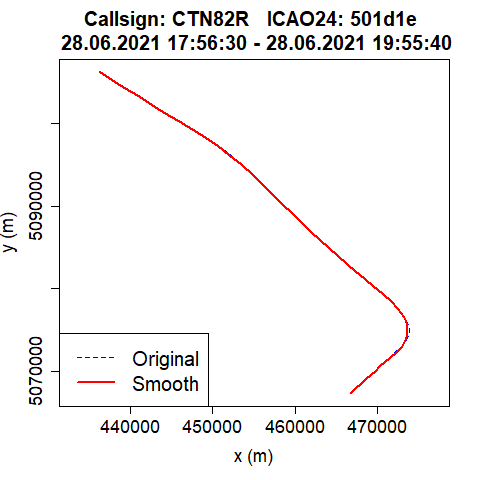 Callsign: CTN82R   ICAO24: 501d1e
28.06.2021 17:56:30 - 28.06.2021 19:55:40
y (m)
5090000
5070000
Original
Smooth
440000 450000 460000 470000
x (m)